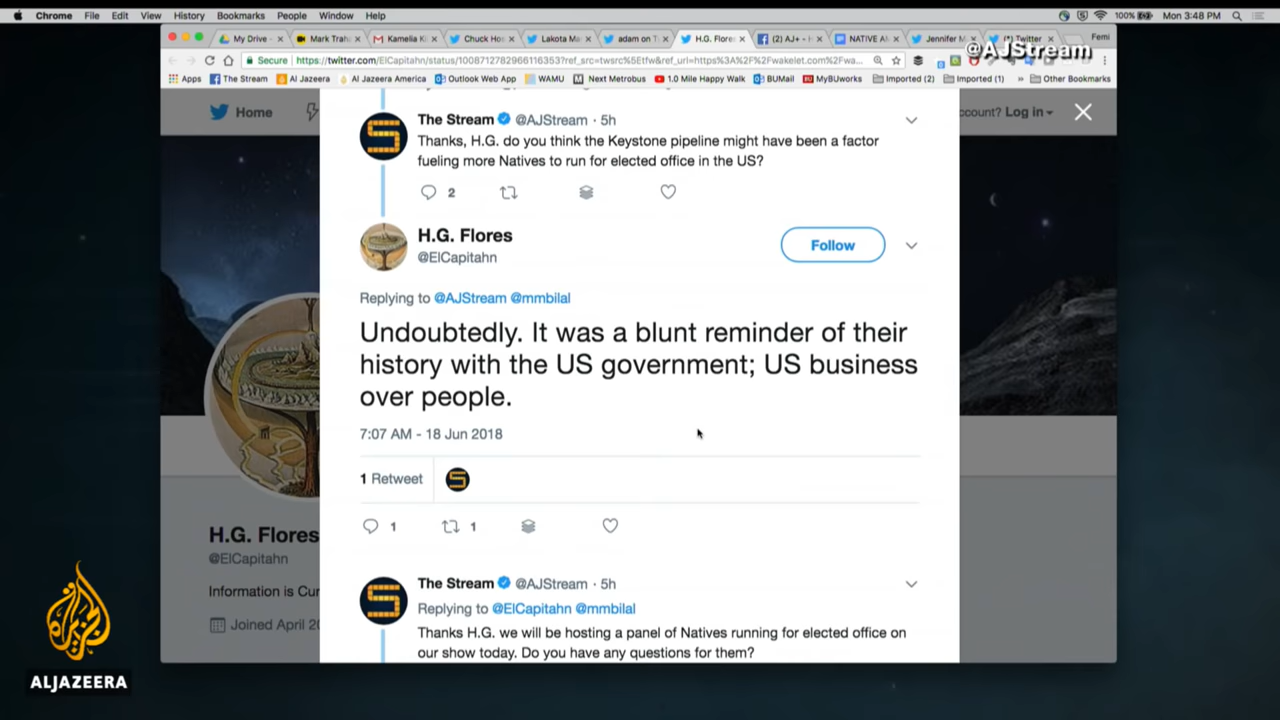 Chrome File Edit View History Bookmarks People Window Help
100% Mon 3:48 PM
My Drive - Mark Trah Kamelia K Chuck Ho Lakota Ma adam on T H.G. Flore (2) AJ+ - H NATIVE A Jennifer M (*) Twitter Femi
@AJStream
Secure https://twitter.com/ElCapitahn/status/1008712782966116353?ref_src=twsrc%5Etfw&ref_url=https%3A%2F%2Fwakelet.com%2Fwa...
Apps The Stream Al Jazeera Al Jazeera America Outlook Web App WAMU Next Metrobus 1.0 Mile Happy Walk BUMail MyBUworks Imported (2) Imported (1) » Other Bookmarks
Home
ccount? Log in
The Stream @AJStream · 5h
Thanks, H.G. do you think the Keystone pipeline might have been a factor
fueling more Natives to run for elected office in the US?
2
H.G. Flores
@ElCapitahn
Follow
Replying to @AJStream @mmbilal
Undoubtedly. It was a blunt reminder of their
history with the US government; US business
over people.
7:07 AM - 18 Jun 2018
1 Retweet
1 1
H.G. Flores
@ElCapitahn
Information is Cur
Joined April 20
The Stream @AJStream · 5h
Replying to @ElCapitahn @mmbilal
Thanks H.G. we will be hosting a panel of Natives running for elected office on
our show today. Do you have any questions for them?
ALJAZEERA